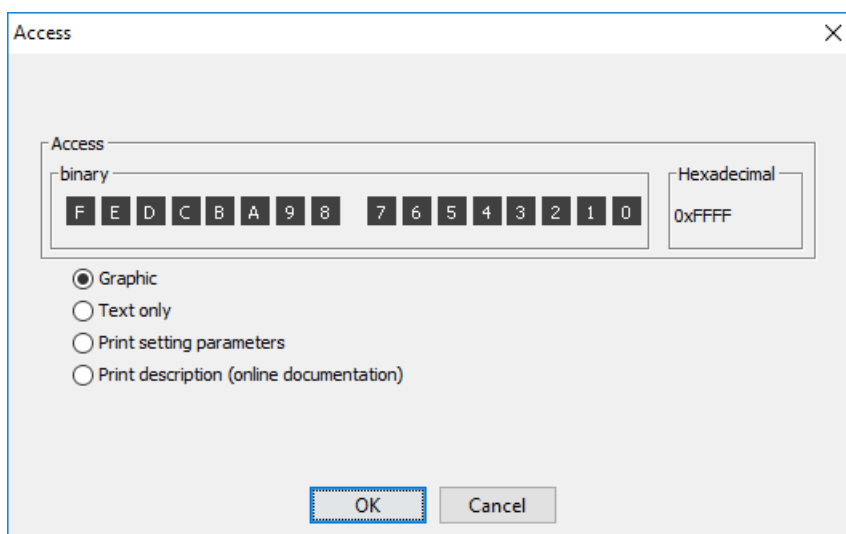 Access
Access
binary
Hexadecimal
F E D C B A 9 8 7 6 5 4 3 2 1 0
0xFFFF
Graphic
Text only
Print setting parameters
Print description (online documentation)
OK
Cancel